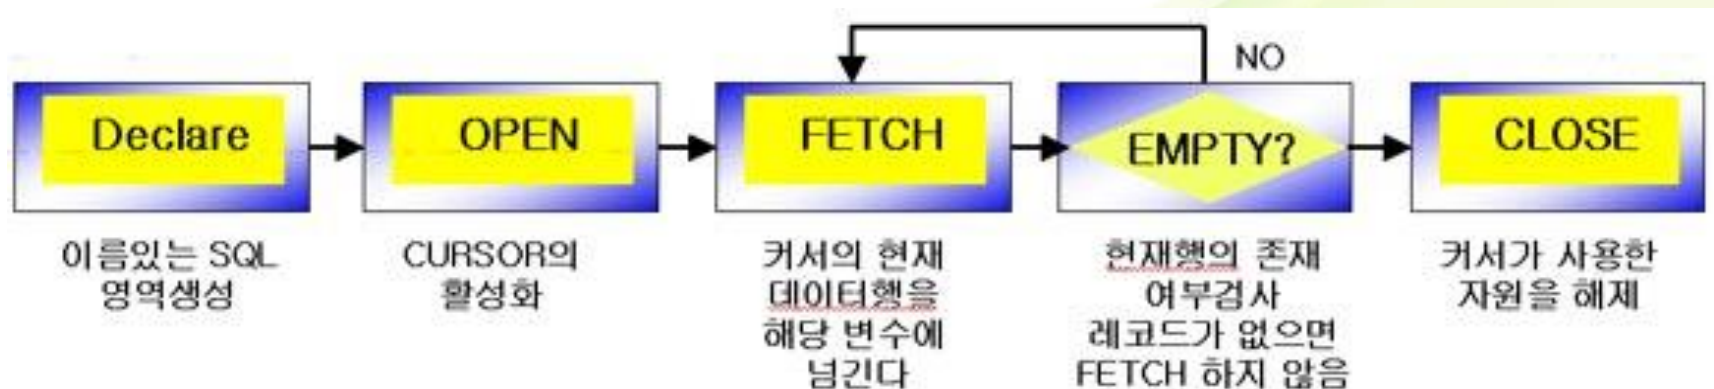 NO
Declare
OPEN
FETCH
EMPTY?
CLOSE
이름있는 SQL
영역생성
CURSOR의
활성화
커서의 현재
데이터행을
해당 변수에
넘긴다
현재행의 존재
여부검사
레코드가 없으면
FETCH 하지 않음
커서가 사용한
자원을 해제